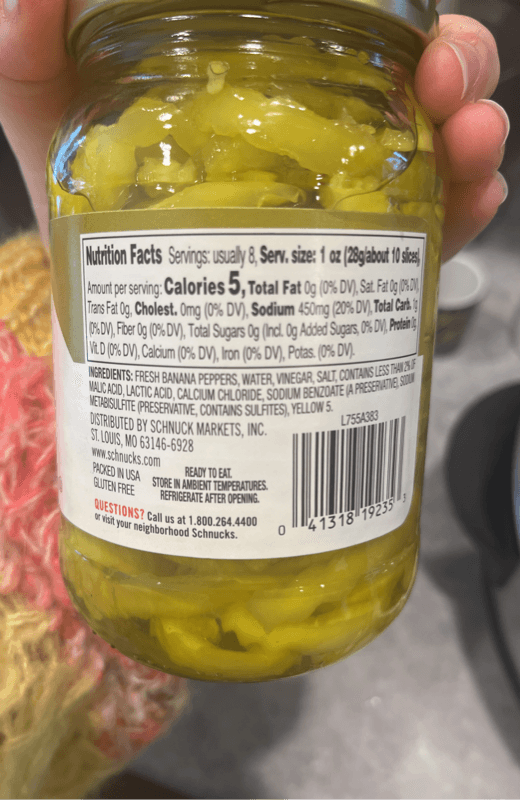 Nutrition Facts Servings: usually 8, Serv. size: 1 oz (28g/about 10 slices),
Amount per serving: Calories 5, Total Fat 0g (0% DV), Sat. Fat 0g (0% DV),
Trans Fat 0g, Cholest. 0mg (0% DV), Sodium 450mg (20% DV), Total Carb. 1g
(0% DV), Fiber 0g (0% DV), Total Sugars 0g (Incl. 0g Added Sugars, 0% DV), Protein 0g,
Vit. D (0% DV), Calcium (0% DV), Iron (0% DV), Potas. (0% DV).
INGREDIENTS: FRESH BANANA PEPPERS, WATER, VINEGAR, SALT, CONTAINS LESS THAN 2% OF
MALIC ACID, LACTIC ACID, CALCIUM CHLORIDE, SODIUM BENZOATE (A PRESERVATIVE), SODIUM
METABISULFITE (PRESERVATIVE, CONTAINS SULFITES), YELLOW 5.
DISTRIBUTED BY SCHNUCK MARKETS, INC.
ST. LOUIS, MO 63146-6928
www.schnucks.com
PACKED IN USA
GLUTEN FREE
READY TO EAT.
STORE IN AMBIENT TEMPERATURES.
REFRIGERATE AFTER OPENING.
QUESTIONS? Call us at 1.800.264.4400
or visit your neighborhood Schnucks.
L755A383
0 41318 19235 3